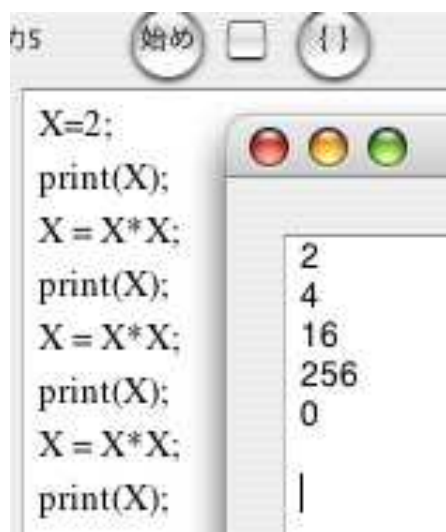 力5
始め
{ }
X=2;
print(X);
X = X*X;
print(X);
X = X*X;
print(X);
X = X*X;
print(X);
2
4
16
256
0